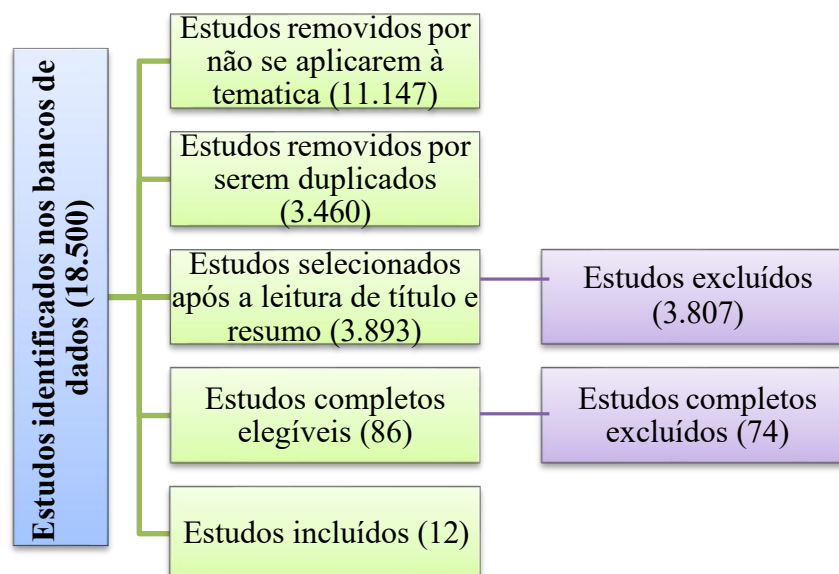 Estudos identificados nos bancos de
dados (18.500)
Estudos removidos por
não se aplicarem à
tematica (11.147)
Estudos removidos por
serem duplicados
(3.460)
Estudos selecionados
após a leitura de título e
resumo (3.893)
Estudos excluídos
(3.807)
Estudos completos
elegíveis (86)
Estudos completos
excluídos (74)
Estudos incluídos (12)